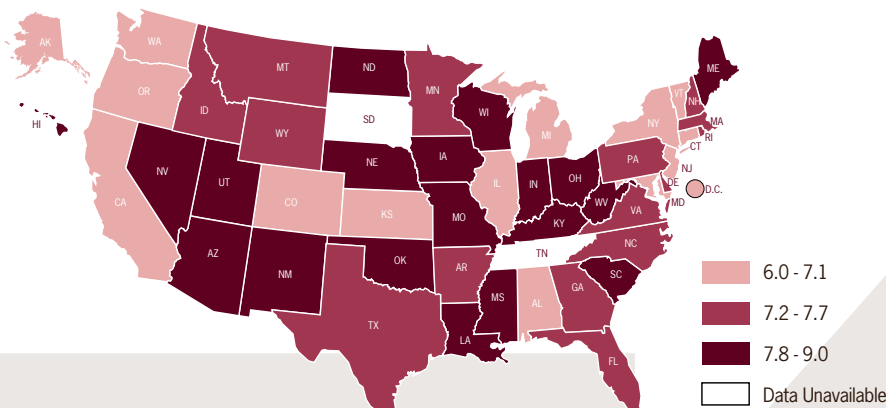 AK
WA
OR
CA
HI
NV
ID
MT
WY
UT
AZ
CO
NM
ND
SD
NE
KS
OK
TX
MN
IA
MO
AR
LA
WI
IL
MI
IN
OH
KY
TN
MS
AL
GA
FL
SC
NC
VA
WV
PA
NY
VT
NH
ME
MA
RI
CT
NJ
DE
D.C.
MD
6.0 - 7.1
7.2 - 7.7
7.8 - 9.0
Data Unavailable